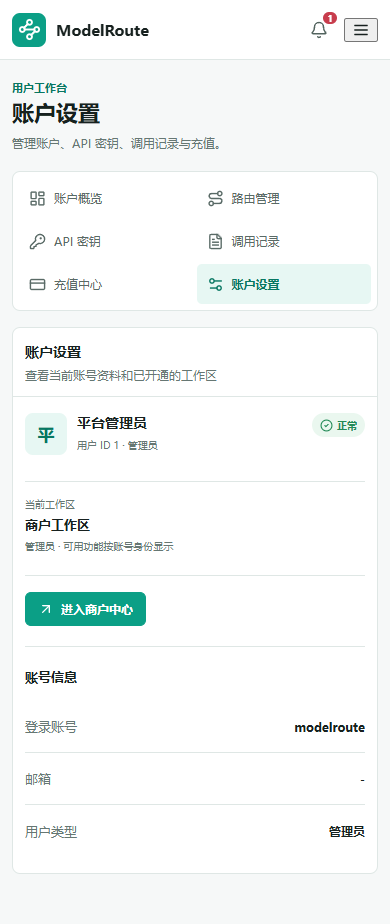 ModelRoute
1
用户工作台
账户设置
管理账户、API 密钥、调用记录与充值。
账户概览
路由管理
API 密钥
调用记录
充值中心
账户设置
账户设置
查看当前账号资料和已开通的工作区
平
平台管理员
用户 ID 1 · 管理员
正常
当前工作区
商户工作区
管理员 · 可用功能按账号身份显示
进入商户中心
账号信息
登录账号 modelroute
邮箱 -
用户类型 管理员